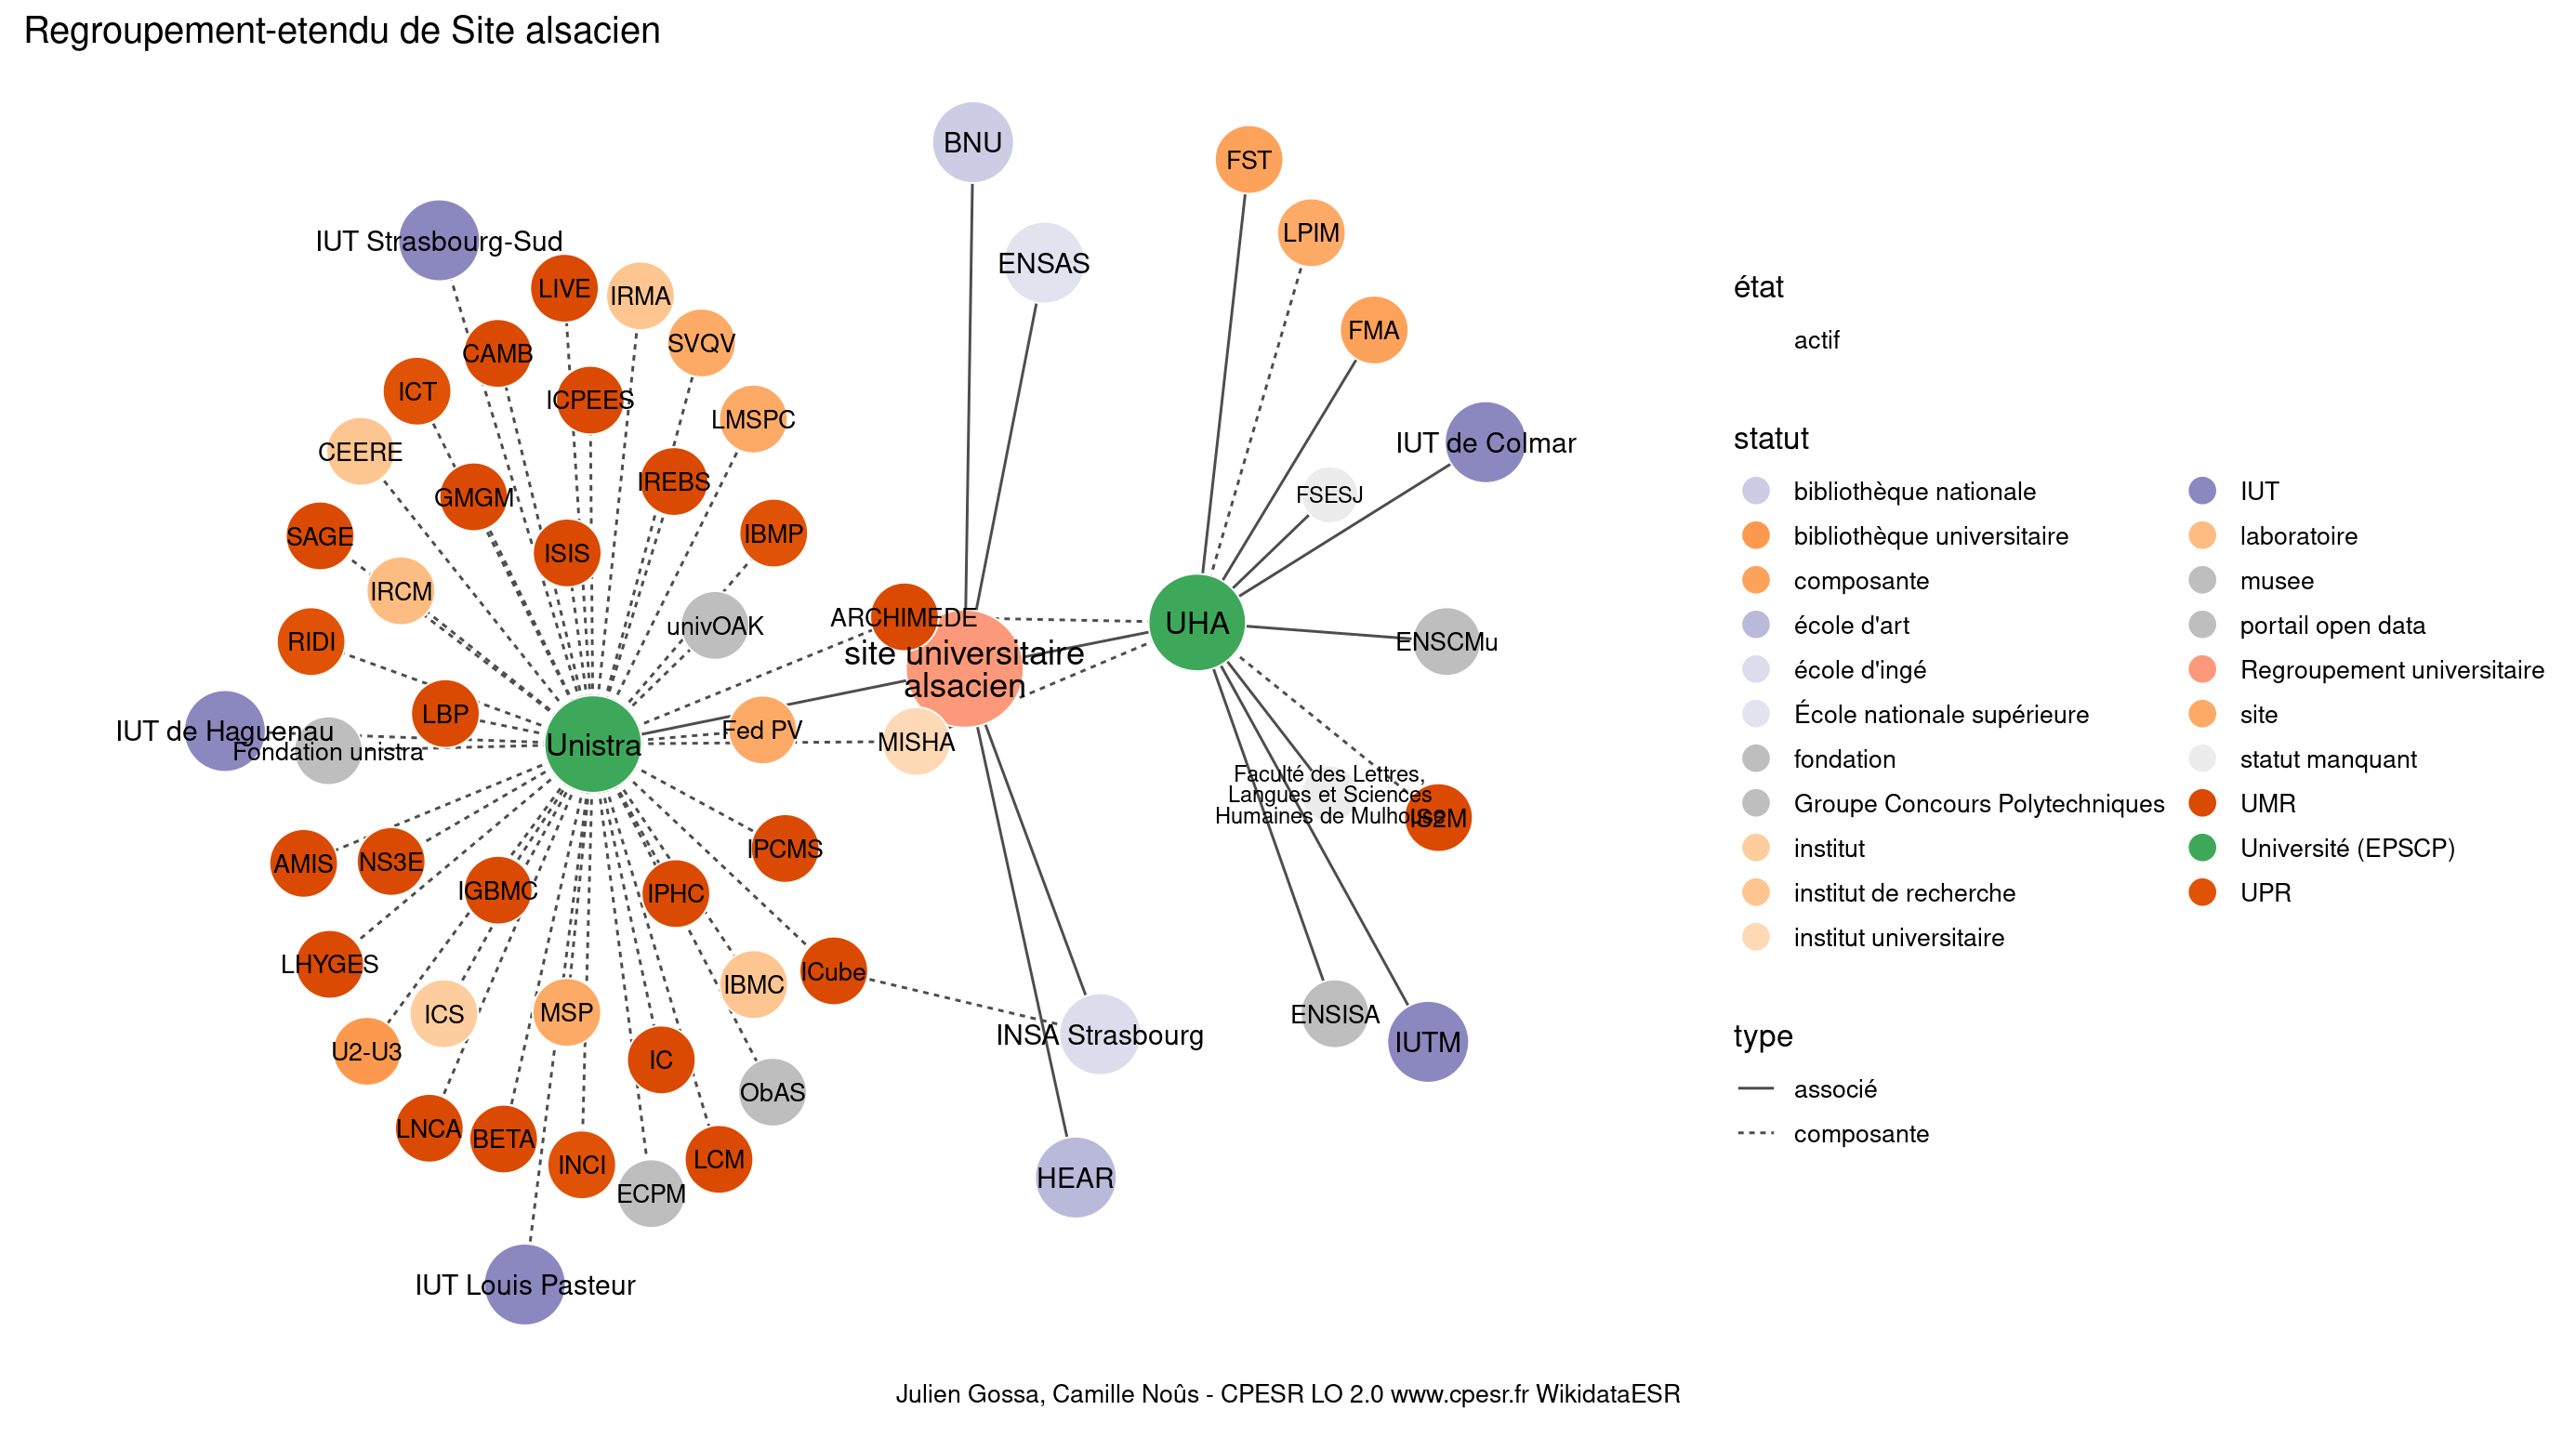 Regroupement-etendu de Site alsacien
BNU
FST
LPIM
IUT Strasbourg-Sud
ENSAS
LIVE
IRMA
FMA
SVQV
CAMB
ICT
ICPEES
LMSPC
CEERE
IUT de Colmar
IREBS
GMGM
FSESJ
SAGE
IBMP
ISIS
IRCM
univOAK
ARCHIMEDE
UHA
RIDI
ENSCMu
site universitaire
alsacien
LBP
IUT de Haguenau
Fondation unistra
Unistra
Fed PV
MISHA
Faculté des Lettres,
Langues et Sciences
Humaines de Mulhouse
IS2M
AMIS
NS3E
IPCMS
IGBMC
IPHC
LHYGES
ICube
IBMC
ICS
MSP
INSA Strasbourg
ENSISA
IUTM
U2-U3
IC
ObAS
LNCA
BETA
INCI
LCM
ECPM
HEAR
IUT Louis Pasteur
état
actif
statut
bibliothèque nationale
bibliothèque universitaire
composante
école d'art
école d'ingé
École nationale supérieure
fondation
Groupe Concours Polytechniques
institut
institut de recherche
institut universitaire
IUT
laboratoire
musee
portail open data
Regroupement universitaire
site
statut manquant
UMR
Université (EPSCP)
UPR
type
associé
composante
Julien Gossa, Camille Noûs - CPESR LO 2.0 www.cpesr.fr WikidataESR